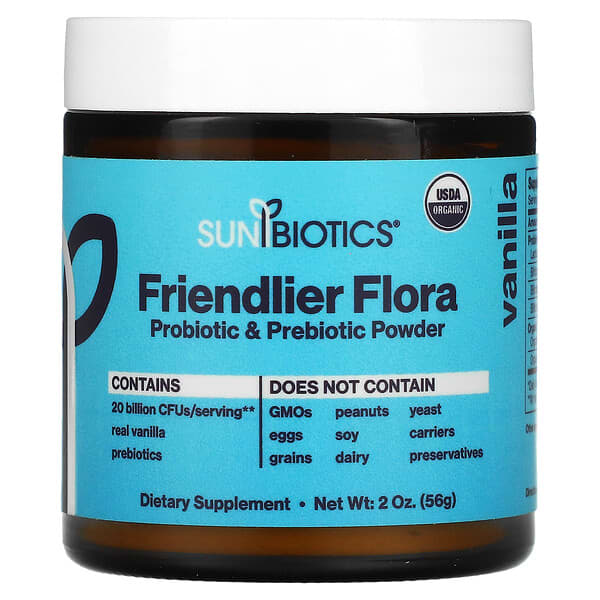 SUNBIOTICS®
USDA
ORGANIC
vanilla
Friendlier Flora
Probiotic & Prebiotic Powder
CONTAINS
20 billion CFUs/serving**
real vanilla
prebiotics
DOES NOT CONTAIN
GMOs peanuts yeast
eggs soy carriers
grains dairy preservatives
Dietary Supplement • Net Wt: 2 Oz. (56g)